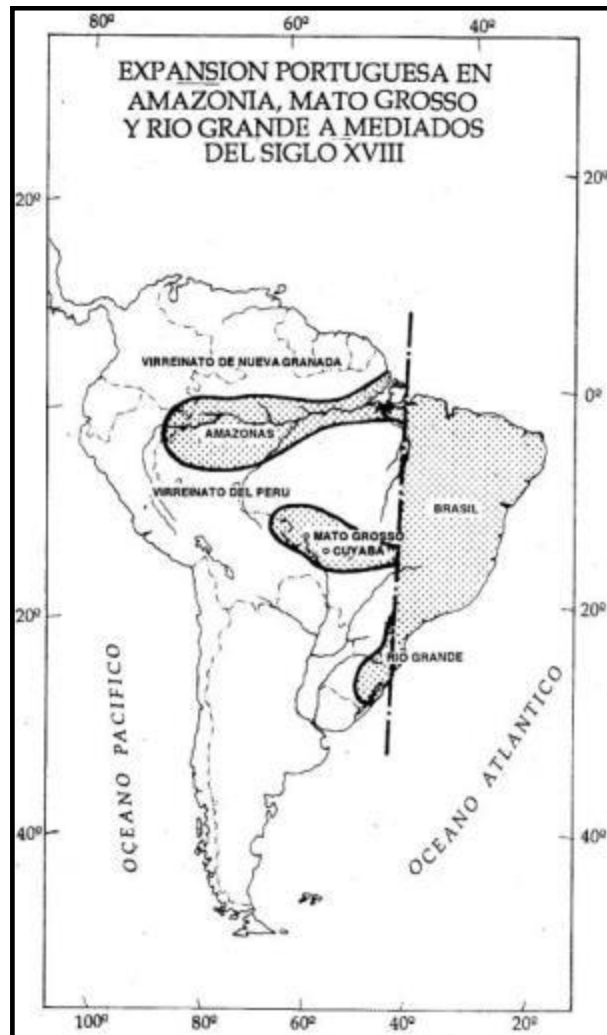 80º 60º 40º
EXPANSION PORTUGUESA EN
AMAZONIA, MATO GROSSO
Y RIO GRANDE A MEDIADOS
DEL SIGLO XVIII
20º 20º
VIRREINATO DE NUEVA GRANADA
0º
AMAZONAS
VIRREINATO DEL PERU
BRASIL
MATO GROSSO
CUYABA
20º 20º
RIO GRANDE
OCEANO PACIFICO
OCEANO ATLANTICO
40º 40º
100º 80º 60º 40º 20º